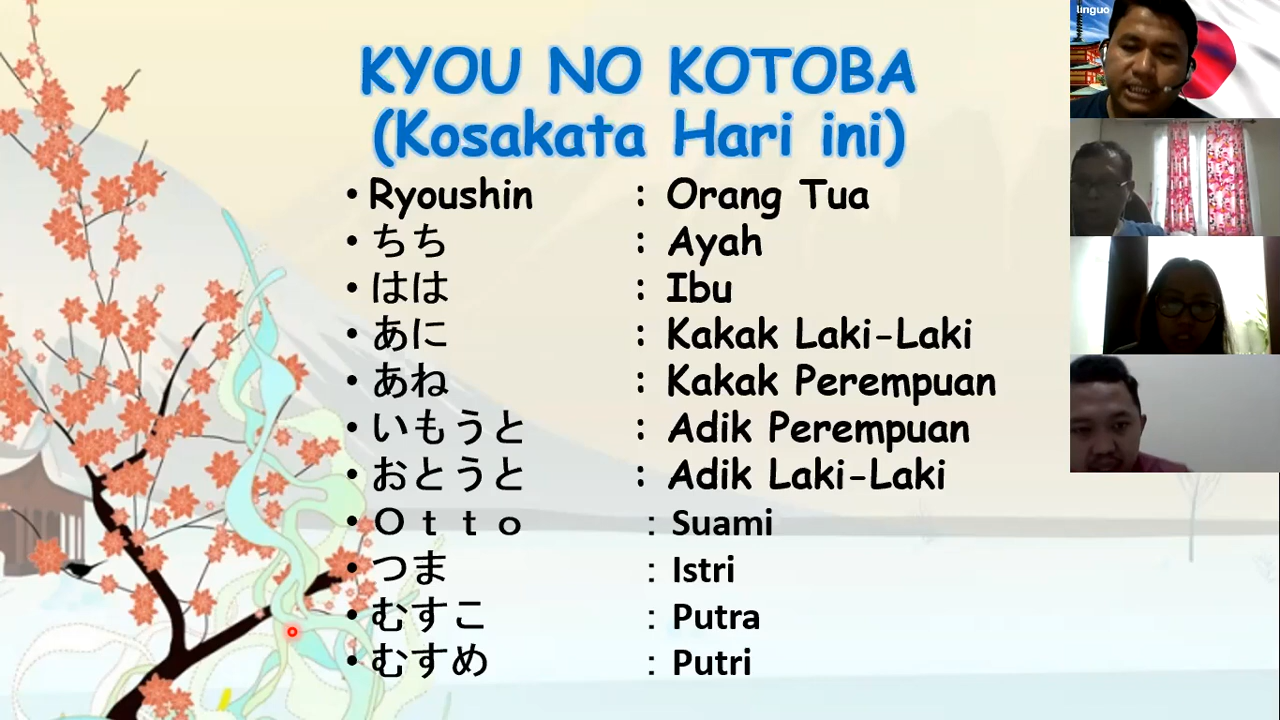 KYOU NO KOTOBA
(Kosakata Hari ini)
• Ryoushin : Orang Tua
• ちち : Ayah
• はは : Ibu
• あに : Kakak Laki-Laki
• あね : Kakak Perempuan
• いもうと : Adik Perempuan
• おとうと : Adik Laki-Laki
• Ｏｔｔｏ : Suami
• つま : Istri
• むすこ : Putra
• むすめ : Putri
linguo